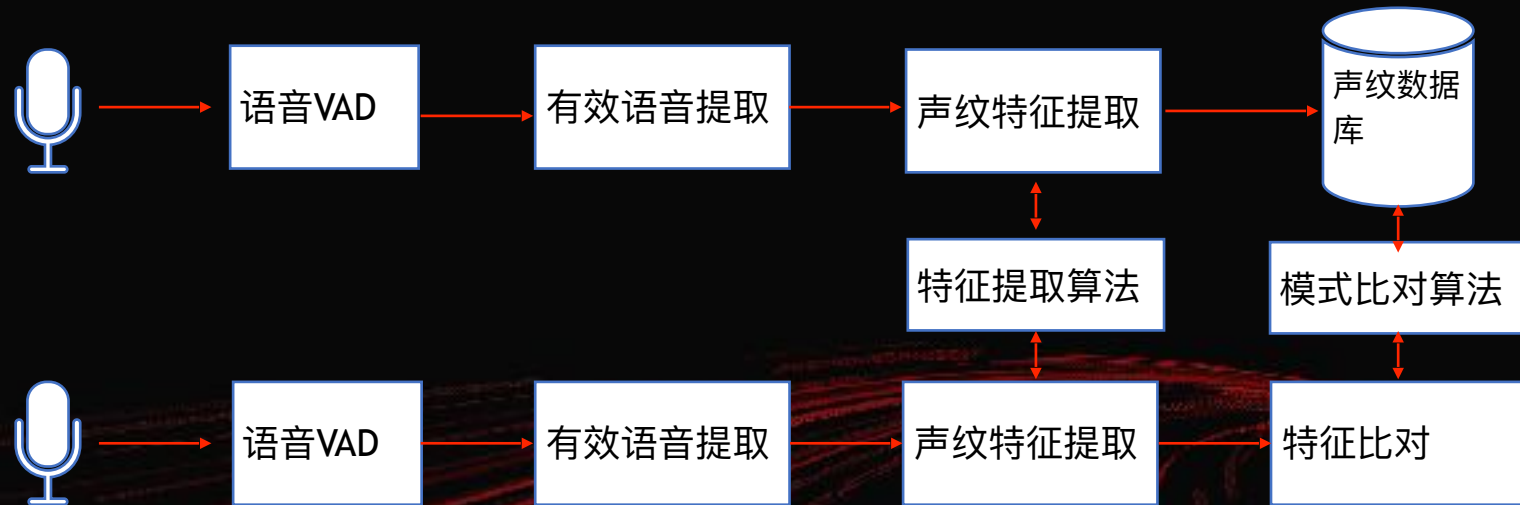 语音VAD
有效语音提取
声纹特征提取
声纹数据
库
特征提取算法
模式比对算法
语音VAD
有效语音提取
声纹特征提取
特征比对